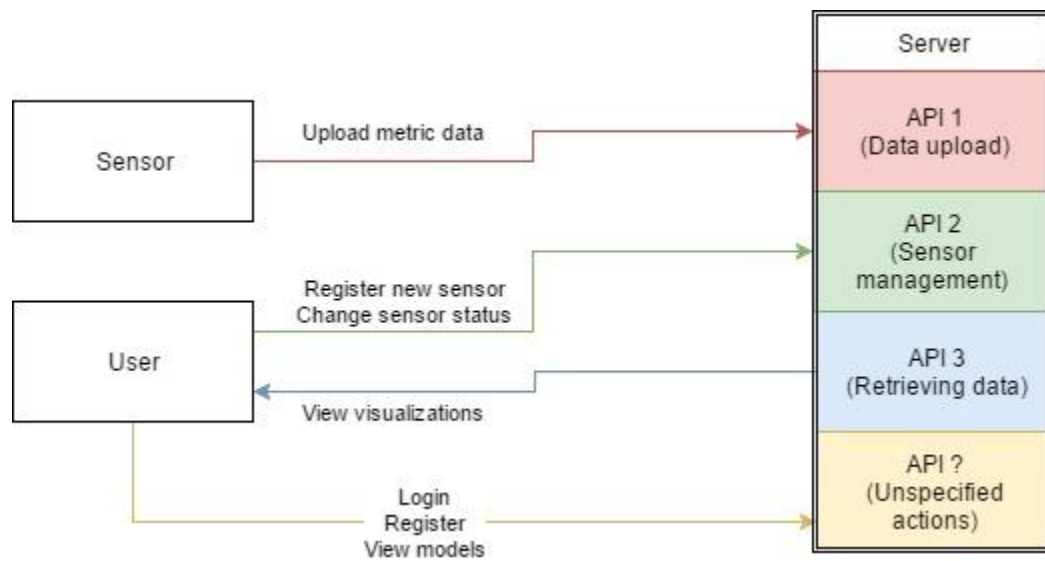 Server
Sensor
Upload metric data
API 1
(Data upload)
Register new sensor
Change sensor status
API 2
(Sensor
management)
User
View visualizations
API 3
(Retrieving data)
Login
Register
View models
API ?
(Unspecified
actions)